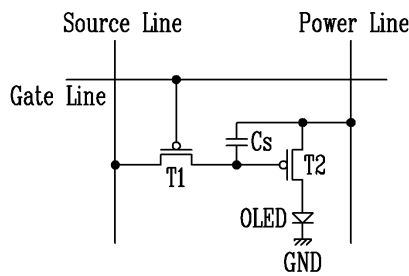 Source Line
Power Line
Gate Line
Cs
T1
T2
OLED
GND